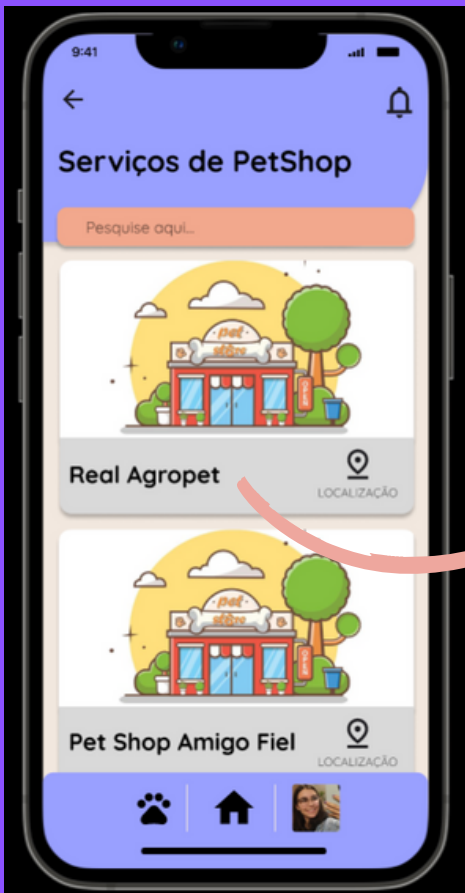 9:41
Serviços de PetShop
Pesquise aqui...
pet
store
Real Agropet
LOCALIZAÇÃO
pet
store
Pet Shop Amigo Fiel
LOCALIZAÇÃO